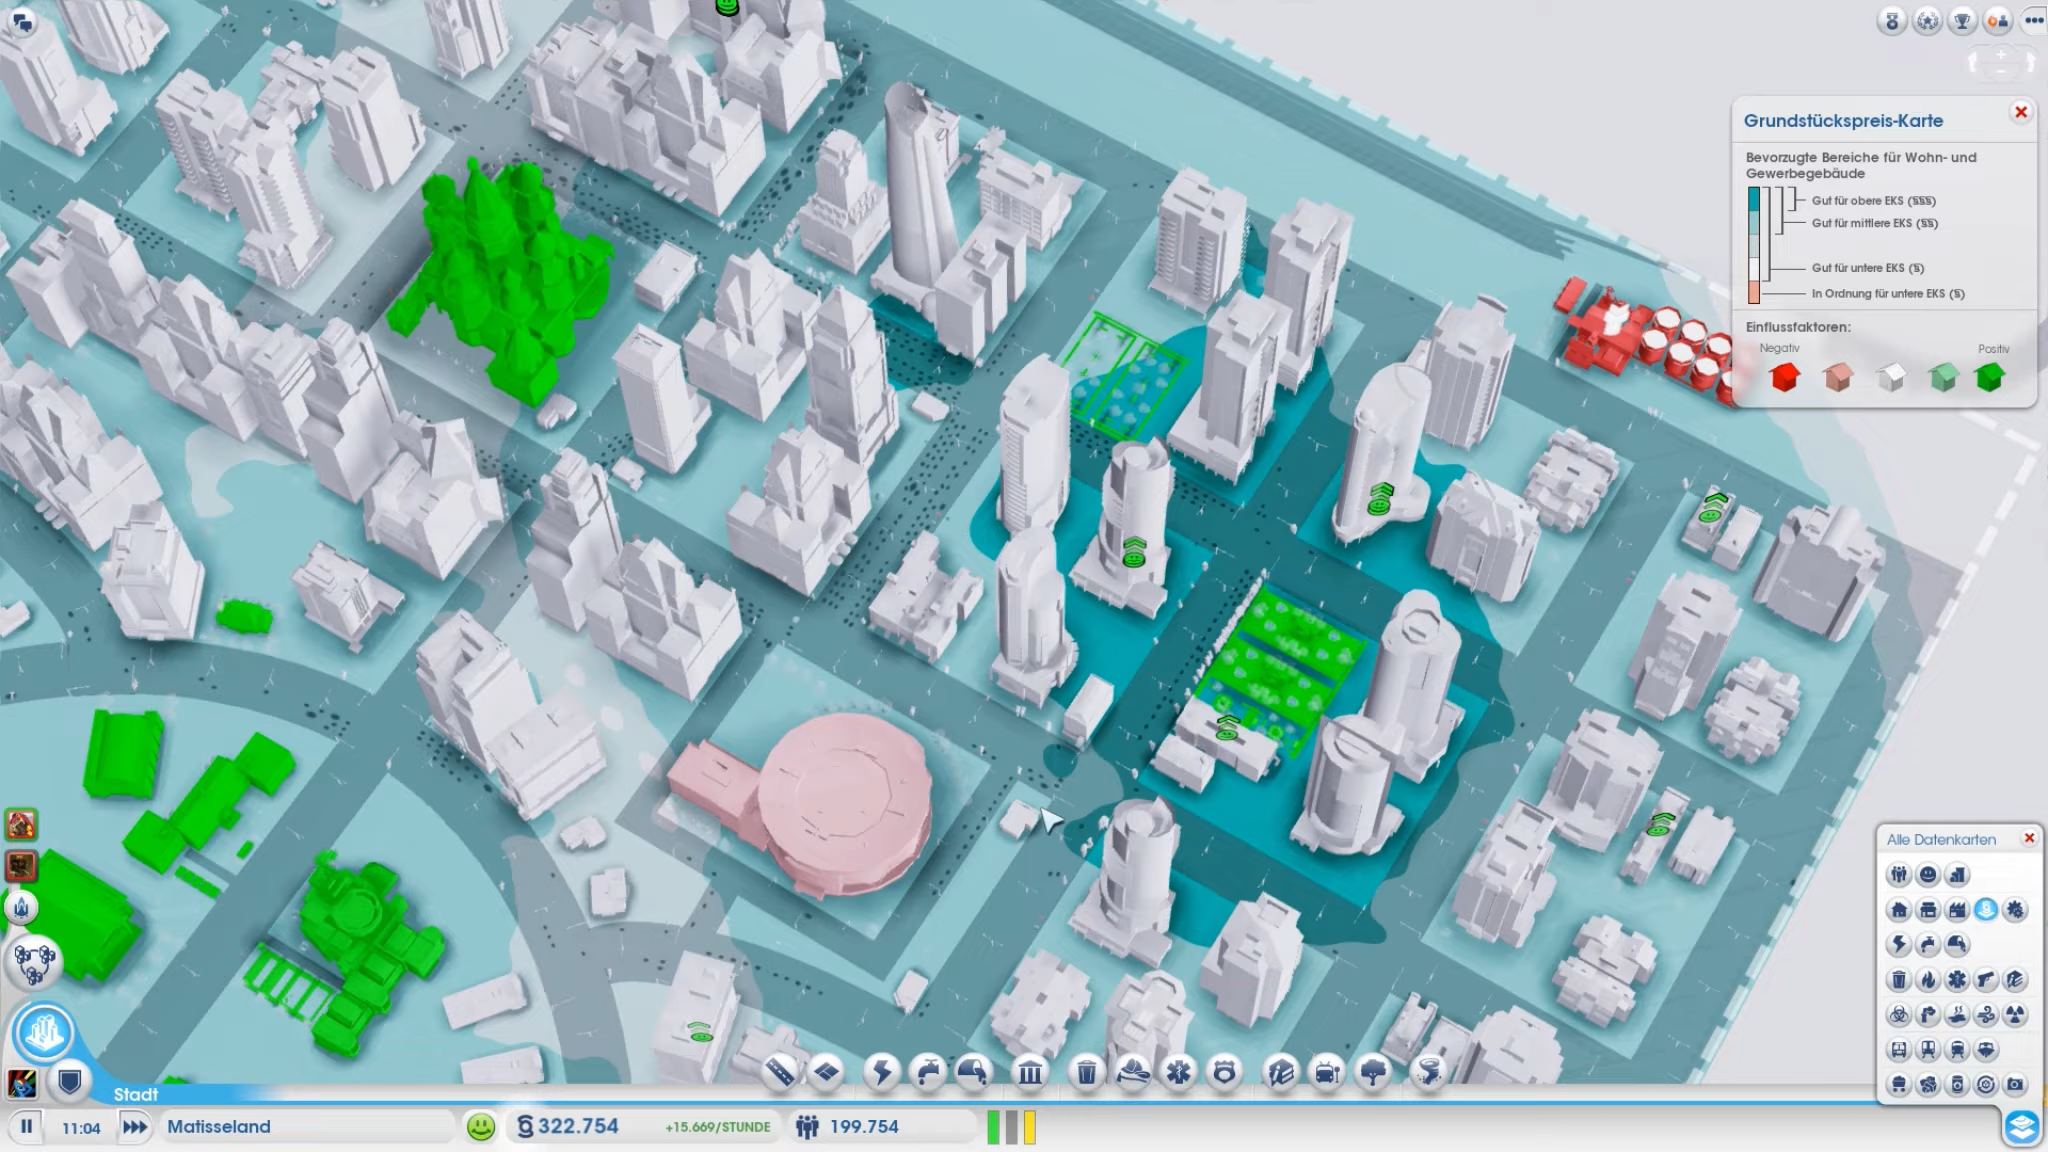 Grundstückspreis-Karte
Bevorzugte Bereiche für Wohn- und
Gewerbegebäude
Gut für obere EKS (§§§)
Gut für mittlere EKS (§§)
Gut für untere EKS (§)
In Ordnung für untere EKS (§)
Einflussfaktoren:
Negativ
Positiv
Alle Datenkarten
Stadt
11:04
Matisseland
§322.754
+15.669/STUNDE
199.754